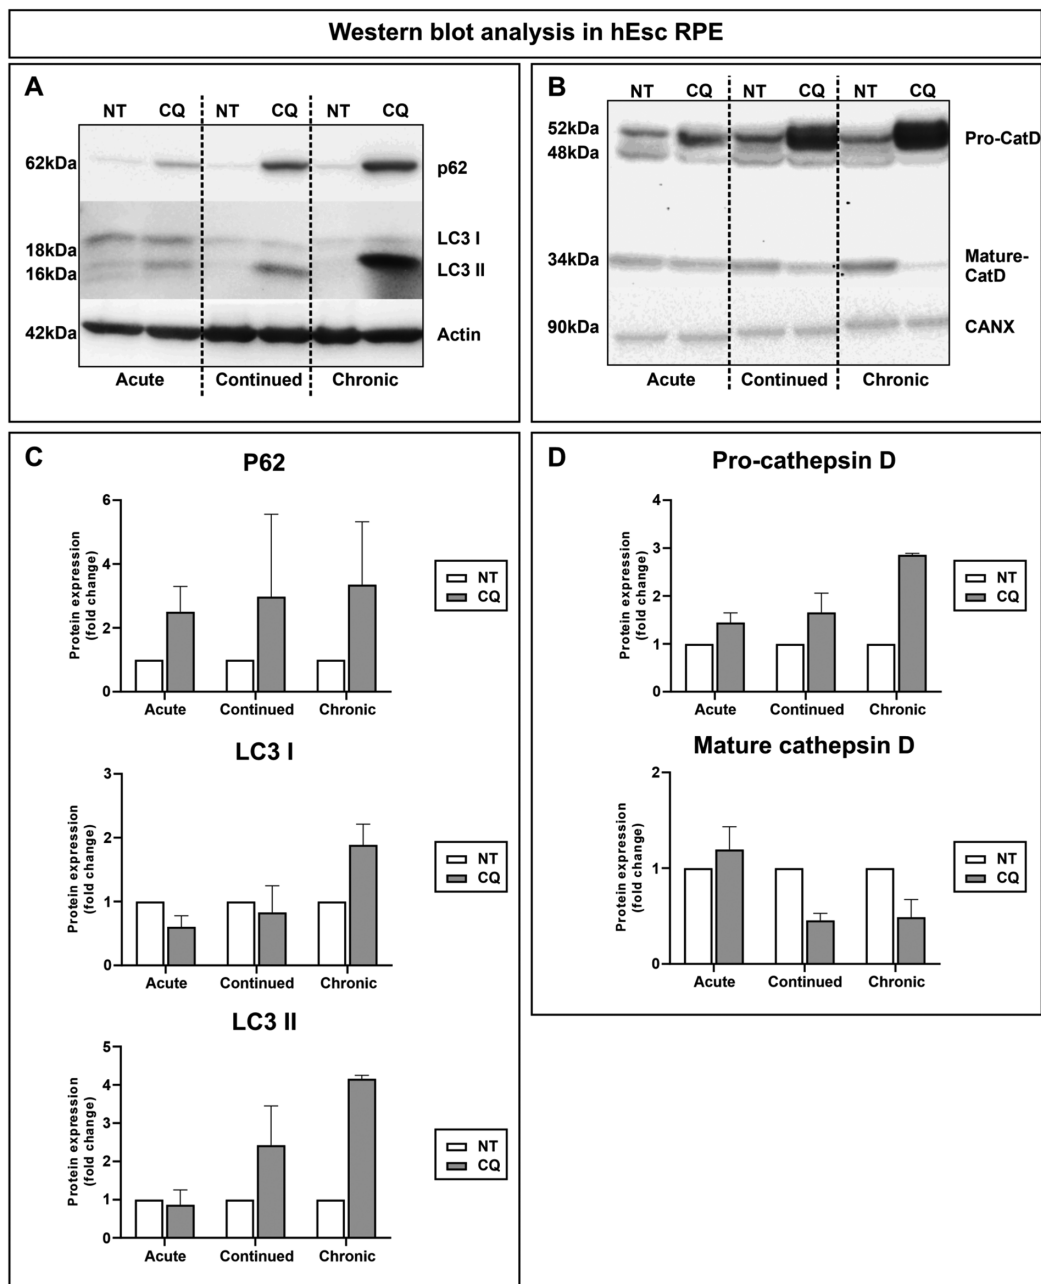 Western blot analysis in hEsc RPE
A
NT CQ NT CQ NT CQ
62kDa p62
LC3 I
18kDa
16kDa LC3 II
42kDa Actin
Acute Continued Chronic
B
NT CQ NT CQ NT CQ
52kDa Pro-CatD
48kDa
34kDa Mature-
CatD
90kDa CANX
Acute Continued Chronic
C
P62
Protein expression
(fold change)
6
4
2
0
Acute Continued Chronic
NT
CQ
LC3 I
Protein expression
(fold change)
3
2
1
0
Acute Continued Chronic
NT
CQ
LC3 II
Protein expression
(fold change)
5
4
3
2
1
0
Acute Continued Chronic
NT
CQ
D
Pro-cathepsin D
Protein expression
(fold change)
4
3
2
1
0
Acute Continued Chronic
NT
CQ
Mature cathepsin D
Protein expression
(fold change)
2
1
0
Acute Continued Chronic
NT
CQ